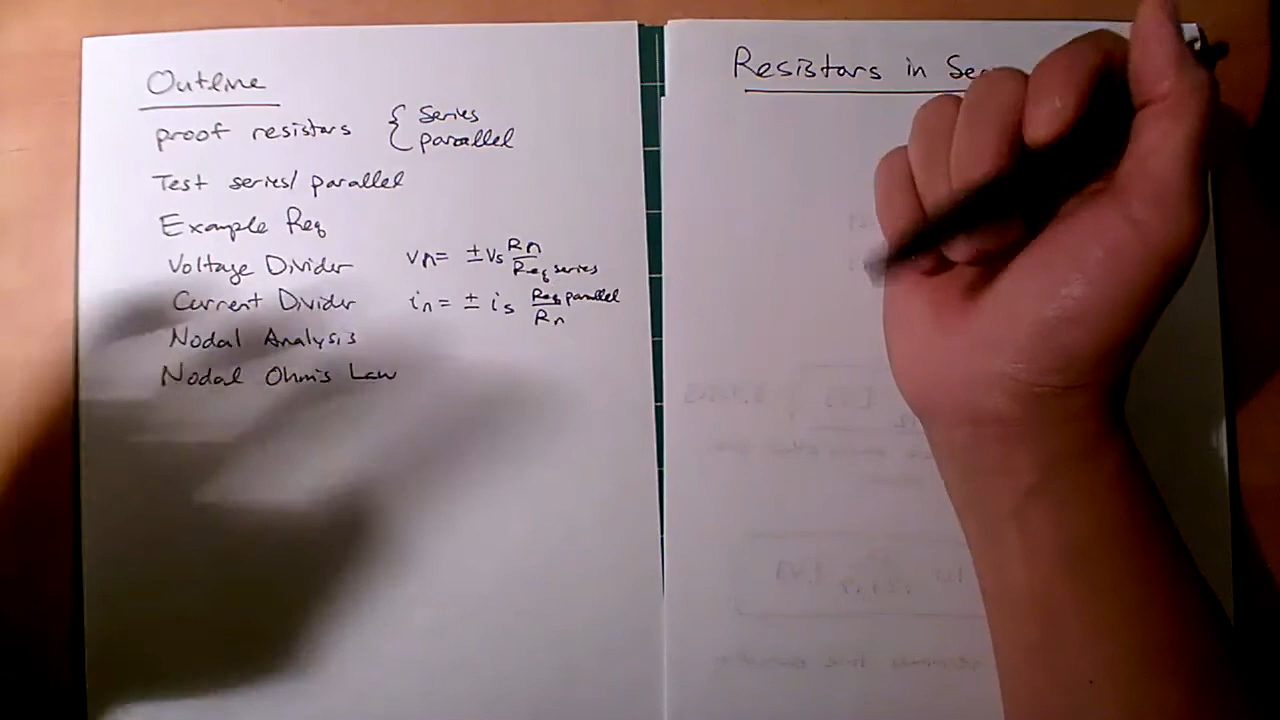 Outline
proof resistors { Series
parallel
Test series/ parallel
Example Req
Voltage Divider vn = ±vs Rn/Req series
Current Divider in = ± is Req parallel/Rn
Nodal Analysis
Nodal Ohm's Law
Resistors in Se